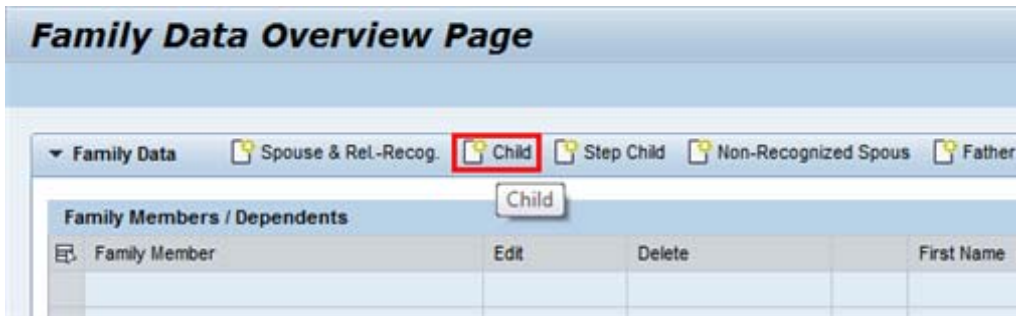 Family Data Overview Page
Family Data Spouse & Rel.-Recog. Child Step Child Non-Recognized Spous Father
Child
Family Members / Dependents
Family Member Edit Delete First Name